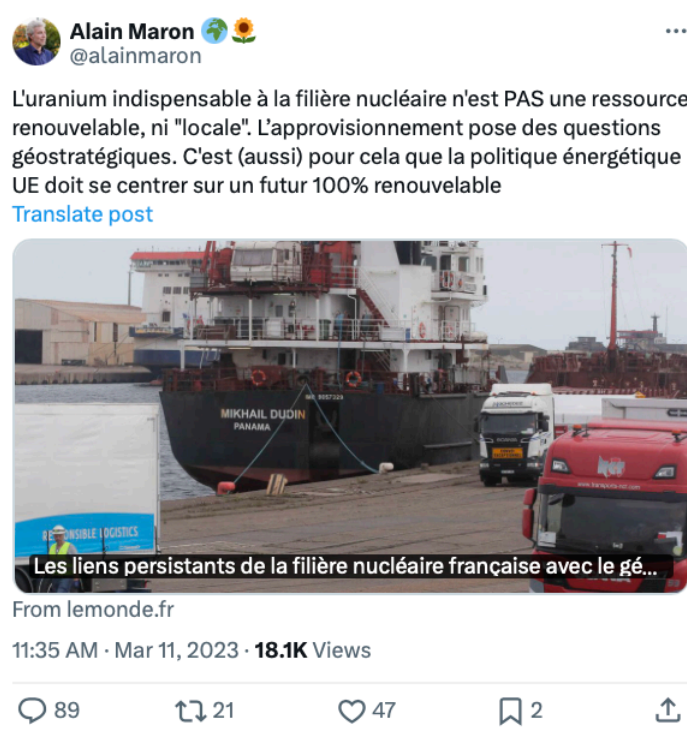 Alain Maron 🌍🌻
@alainmaron
L'uranium indispensable à la filière nucléaire n'est PAS une ressource
renouvelable, ni "locale". L’approvisionnement pose des questions
géostratégiques. C'est (aussi) pour cela que la politique énergétique
UE doit se centrer sur un futur 100% renouvelable
Translate post
MIKHAIL DUDIN
PANAMA
SCANIA
RESPONSIBLE LOGISTICS
Les liens persistants de la filière nucléaire française avec le gé...
From lemonde.fr
11:35 AM · Mar 11, 2023 · 18.1K Views
89
21
47
2